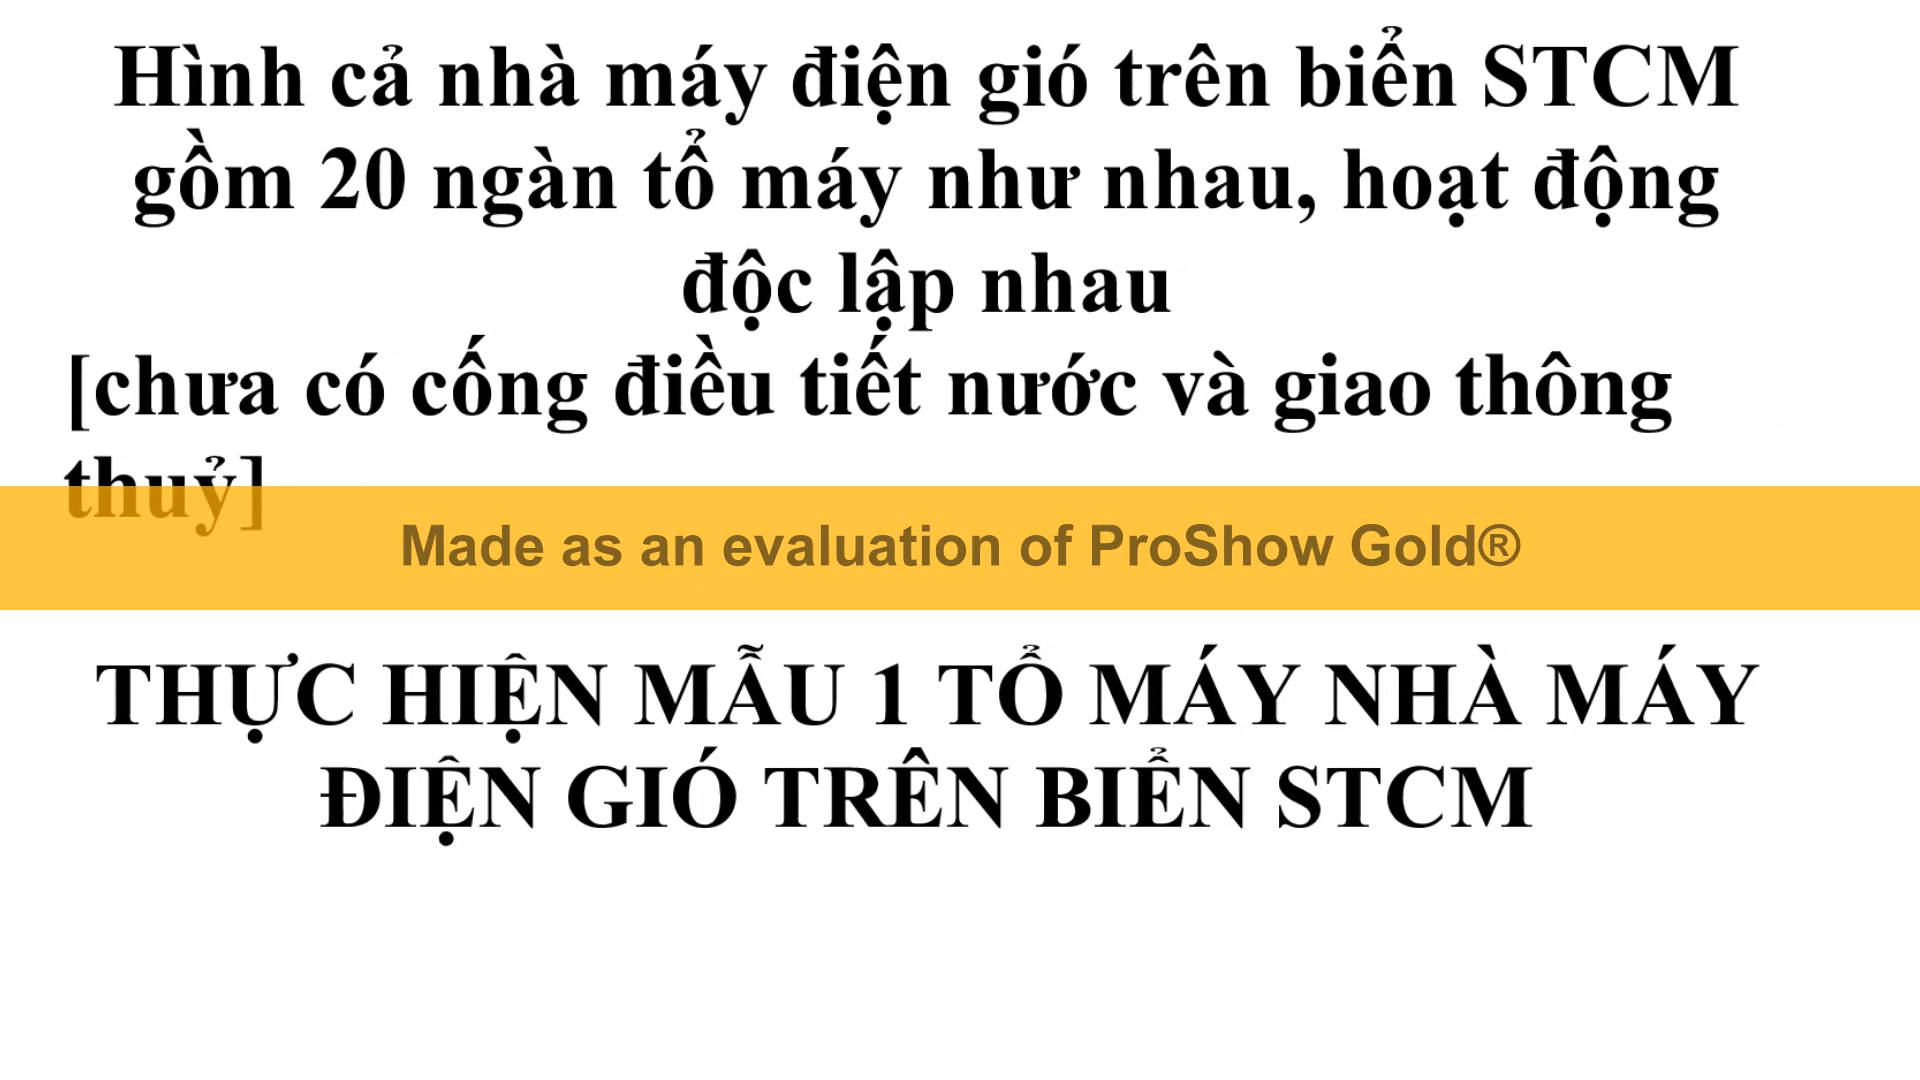 Hình cả nhà máy điện gió trên biển STCM
gồm 20 ngàn tổ máy như nhau, hoạt động
độc lập nhau
[chưa có cống điều tiết nước và giao thông
thuỷ]
Made as an evaluation of ProShow Gold®
THỰC HIỆN MẪU 1 TỔ MÁY NHÀ MÁY
ĐIỆN GIÓ TRÊN BIỂN STCM